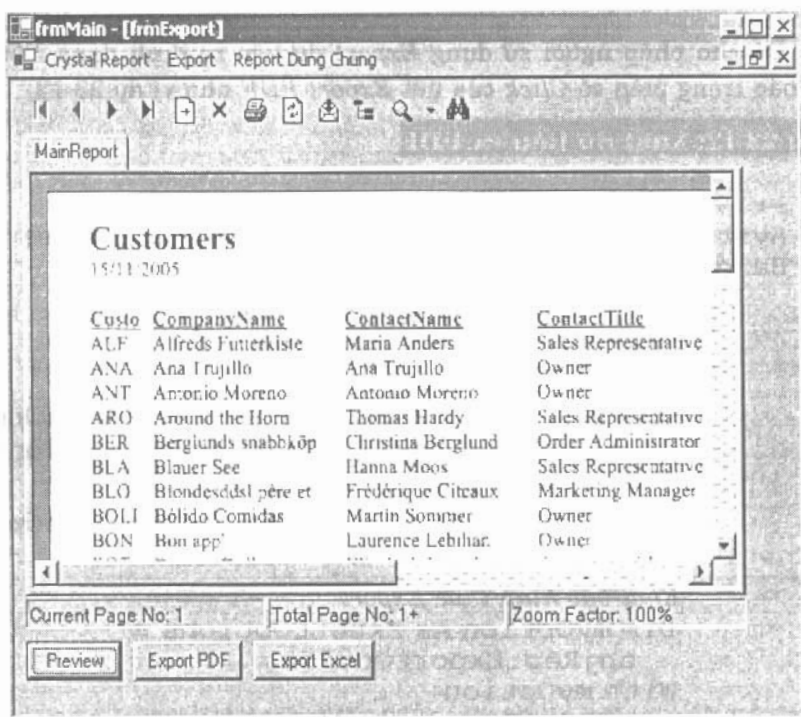 frmMain - [frmExport]
Crystal Report Export Report Dung Chung
MainReport
Customers
15/11/2005
Custo CompanyName ContactName ContactTitle
ALF Alfreds Futterkiste Maria Anders Sales Representative
ANA Ana Trujillo Ana Trujillo Owner
ANT Antonio Moreno Antonio Moreno Owner
ARO Around the Horn Thomas Hardy Sales Representative
BER Berglunds snabbköp Christina Berglund Order Administrator
BLA Blauer See Hanna Moos Sales Representative
BLO Blondesddsl père et Frédérique Citeaux Marketing Manager
BOLI Bólido Comidas Martín Sommer Owner
BON Bon app' Laurence Lebihan Owner
Current Page No: 1 Total Page No: 1+ Zoom Factor: 100%
Preview Export PDF Export Excel